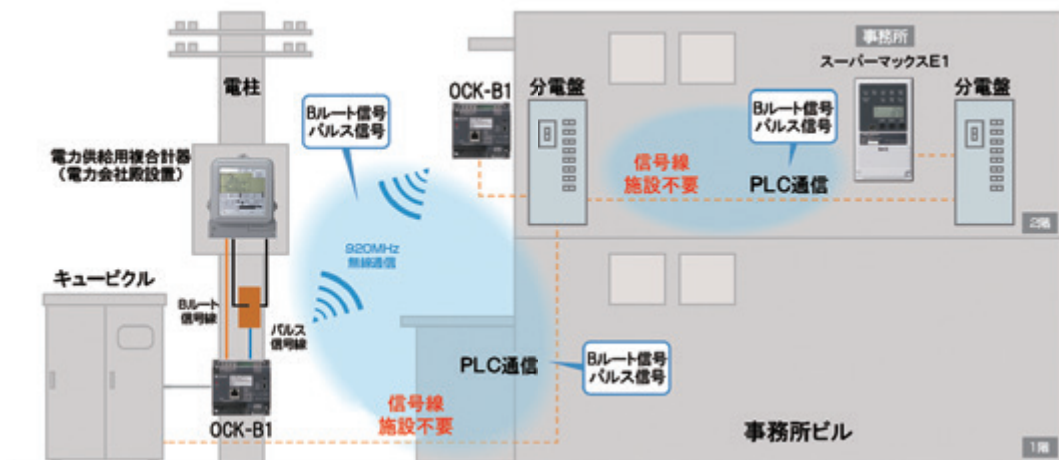 電柱
Bルート信号
パルス信号
電力供給用複合計器
（電力会社殿設置）
920MHz
無線通信
キュービクル
Bルート
信号線
パルス
信号線
OCK-B1
信号線
施設不要
PLC通信
Bルート信号
パルス信号
OCK-B1
分電盤
信号線
施設不要
PLC通信
Bルート信号
パルス信号
事務所
スーパーマックスE1
分電盤
2階
事務所ビル
1階